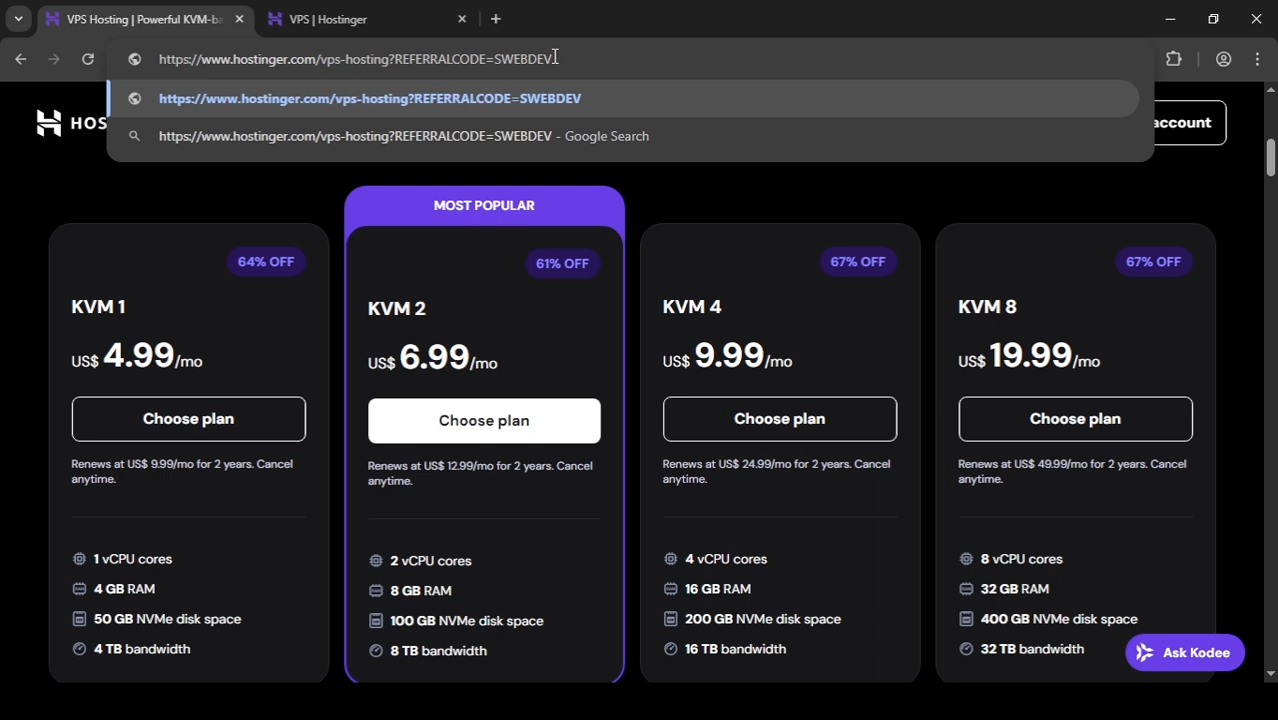 VPS Hosting | Powerful KVM-ba
VPS | Hostinger
https://www.hostinger.com/vps-hosting?REFERRALCODE=SWEBDEV
https://www.hostinger.com/vps-hosting?REFERRALCODE=SWEBDEV
https://www.hostinger.com/vps-hosting?REFERRALCODE=SWEBDEV - Google Search
HOS
account
MOST POPULAR
64% OFF
KVM 1
US$ 4.99/mo
Choose plan
Renews at US$ 9.99/mo for 2 years. Cancel
anytime.
1 vCPU cores
4 GB RAM
50 GB NVMe disk space
4 TB bandwidth
61% OFF
KVM 2
US$ 6.99/mo
Choose plan
Renews at US$ 12.99/mo for 2 years. Cancel
anytime.
2 vCPU cores
8 GB RAM
100 GB NVMe disk space
8 TB bandwidth
67% OFF
KVM 4
US$ 9.99/mo
Choose plan
Renews at US$ 24.99/mo for 2 years. Cancel
anytime.
4 vCPU cores
16 GB RAM
200 GB NVMe disk space
16 TB bandwidth
67% OFF
KVM 8
US$ 19.99/mo
Choose plan
Renews at US$ 49.99/mo for 2 years. Cancel
anytime.
8 vCPU cores
32 GB RAM
400 GB NVMe disk space
32 TB bandwidth
Ask Kodee